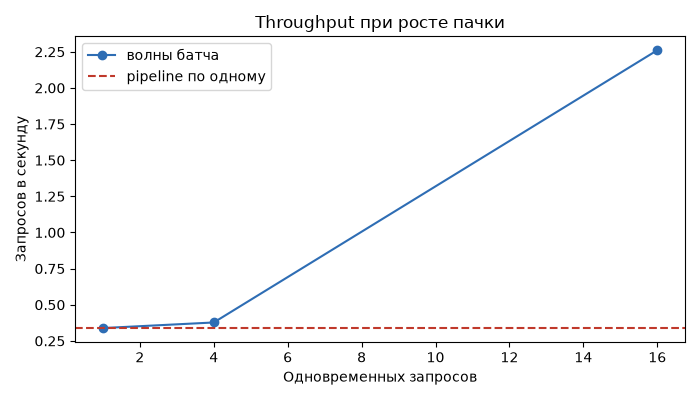 Throughput при росте пачки
волны батча
pipeline по одному
Запросов в секунду
2.25
2.00
1.75
1.50
1.25
1.00
0.75
0.50
0.25
2 4 6 8 10 12 14 16
Одновременных запросов